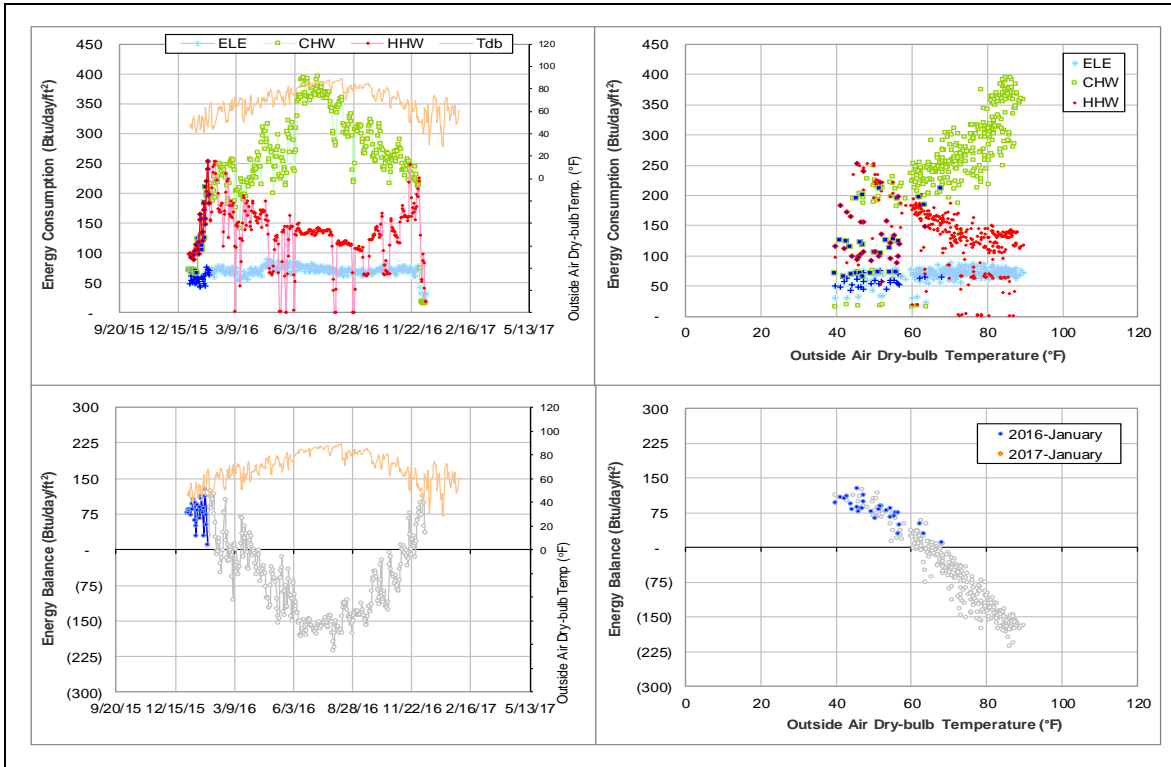 ELE CHW HHW Tdb
Energy Consumption (Btu/day/ft²)
450
400
350
300
250
200
150
100
50
-
120
100
80
60
40
20
0
Outside Air Dry-bulb Temp. (°F)
9/20/15 12/15/15 3/9/16 6/3/16 8/28/16 11/22/16 2/16/17 5/13/17
Energy Consumption (Btu/day/ft²)
450
400
350
300
250
200
150
100
50
-
ELE
CHW
HHW
0 20 40 60 80 100 120
Outside Air Dry-bulb Temperature (°F)
Energy Balance (Btu/day/ft²)
300
225
150
75
-
(75)
(150)
(225)
(300)
120
100
80
60
40
20
0
Outside Air Dry-bulb Temp (°F)
9/20/15 12/15/15 3/9/16 6/3/16 8/28/16 11/22/16 2/16/17 5/13/17
Energy Balance (Btu/day/ft²)
300
225
150
75
-
(75)
(150)
(225)
(300)
2016-January
2017-January
0 20 40 60 80 100 120
Outside Air Dry-bulb Temperature (°F)